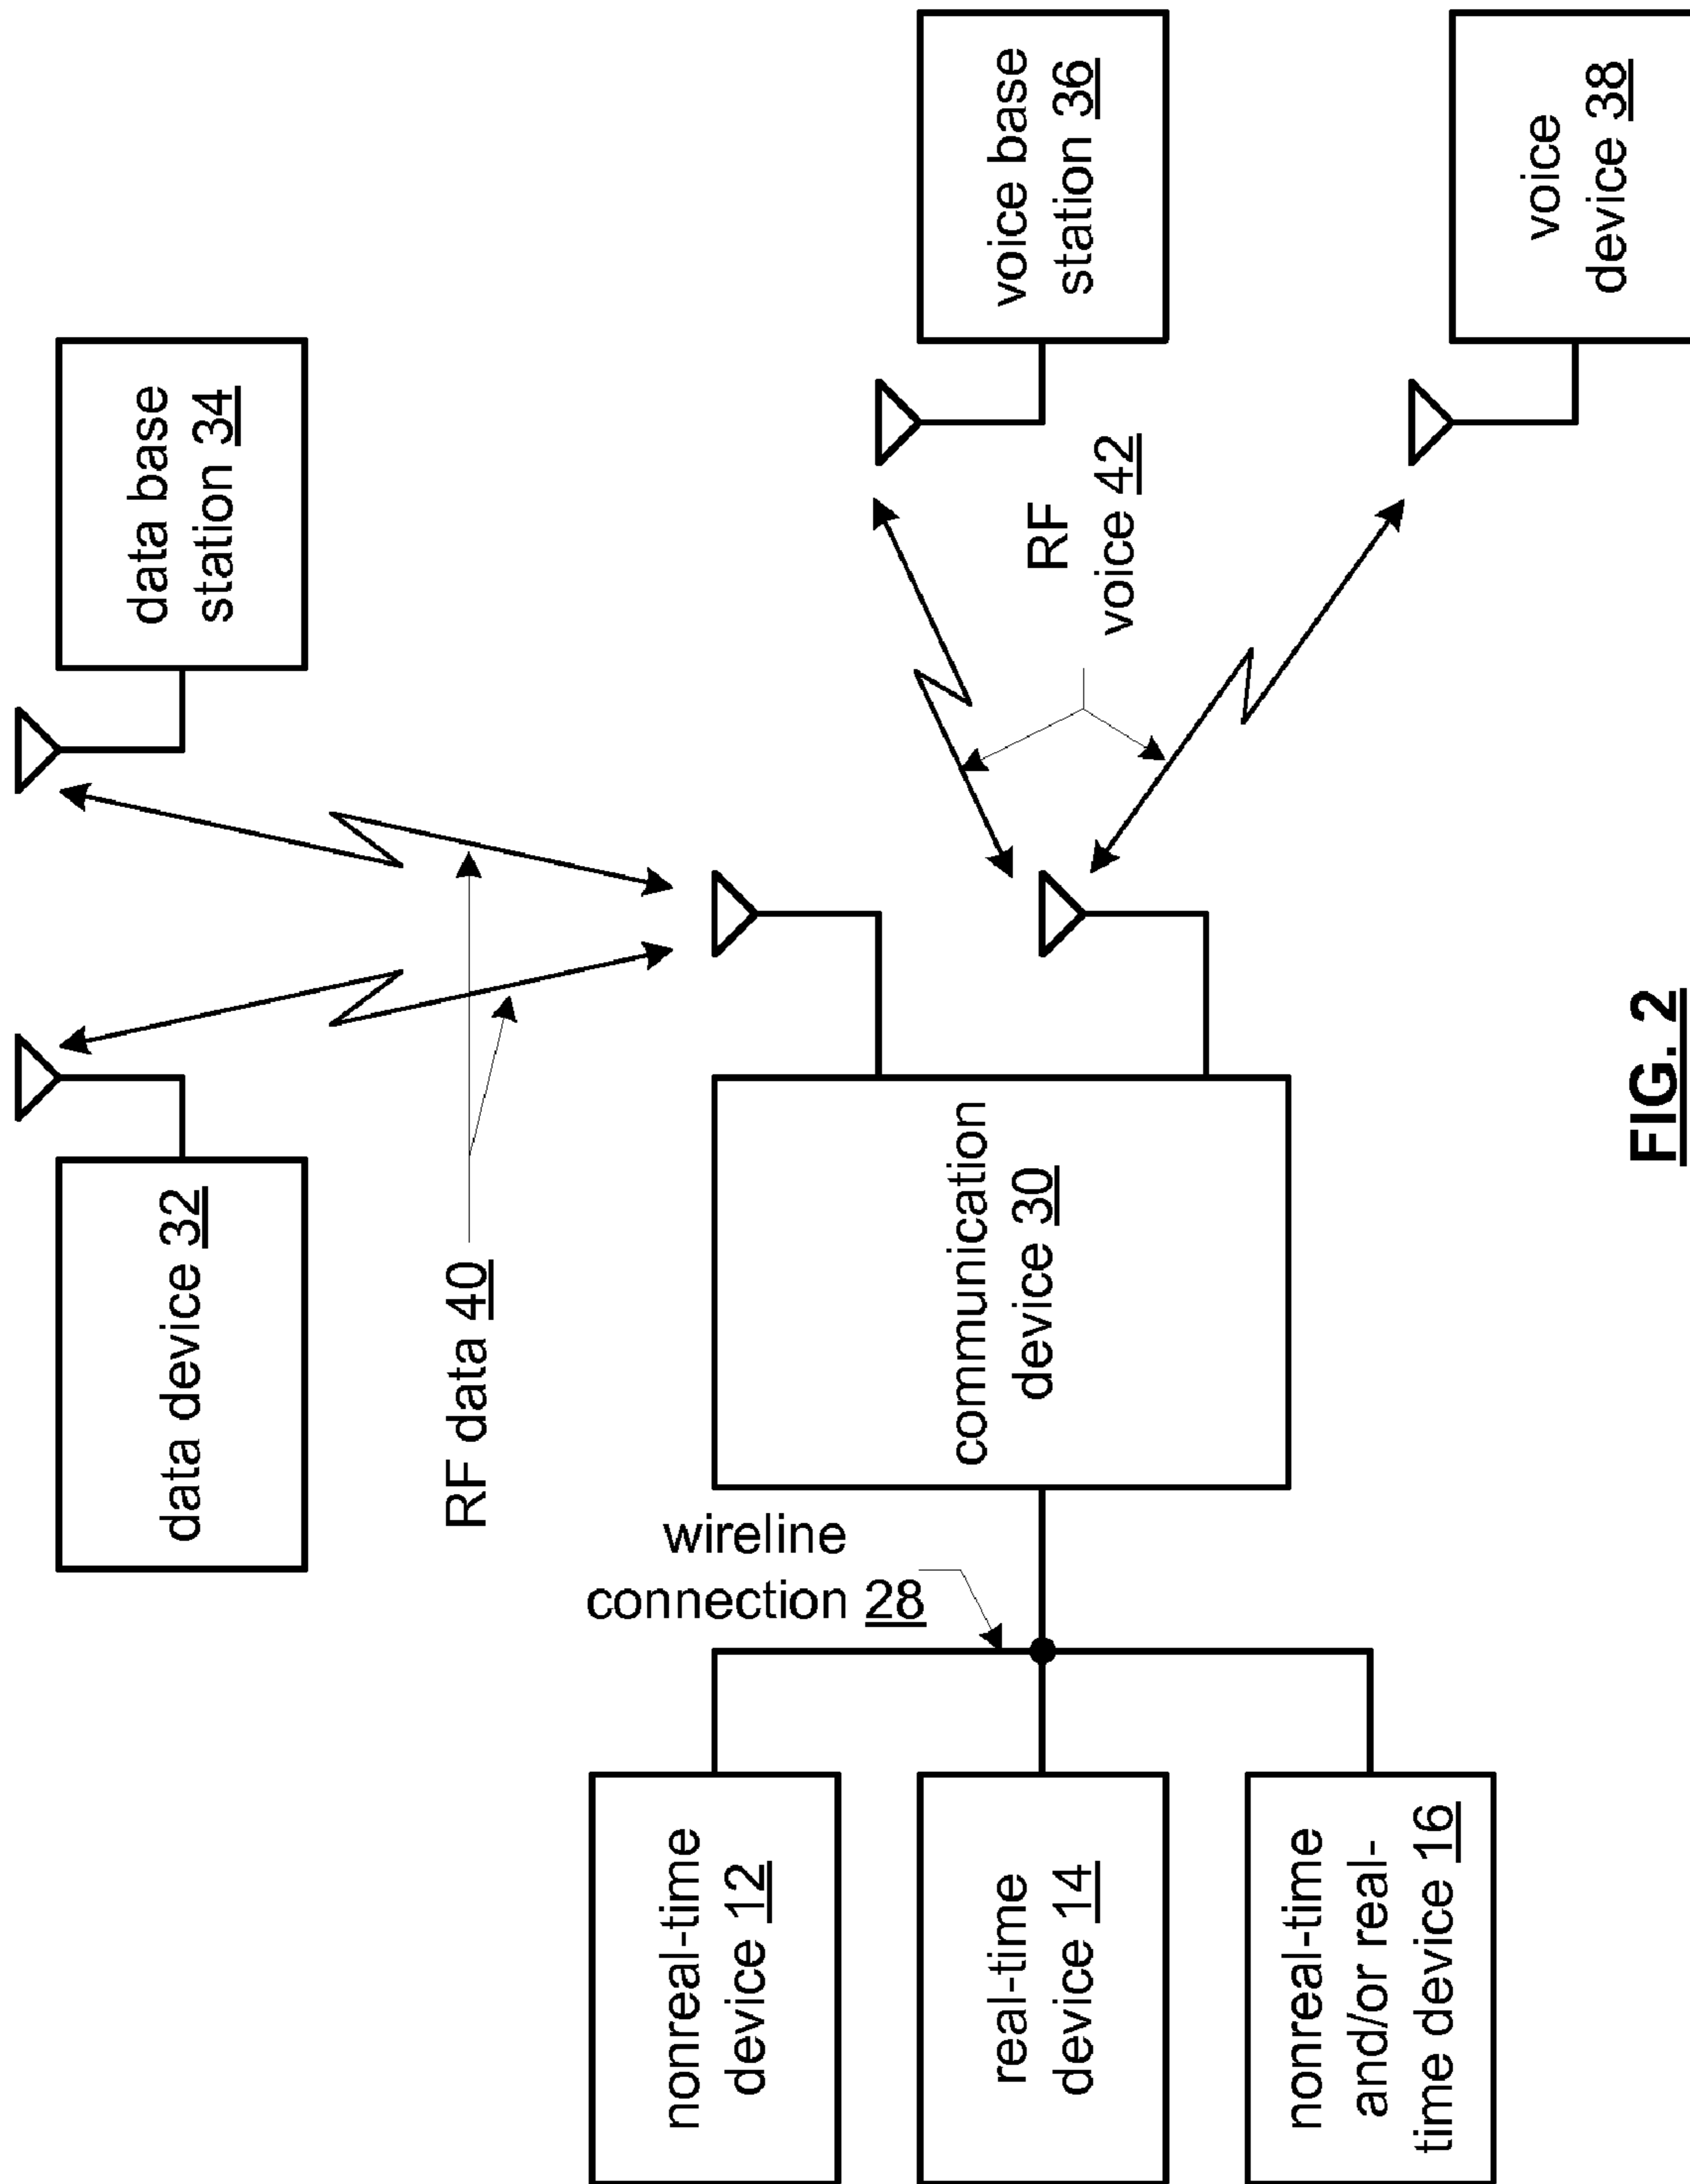 data device 32
data base
station 34
RF data 40
wireline
connection 28
nonreal-time
device 12
real-time
device 14
nonreal-time
and/or real-
time device 16
communication
device 30
RF
voice 42
voice base
station 36
voice
device 38
FIG. 2